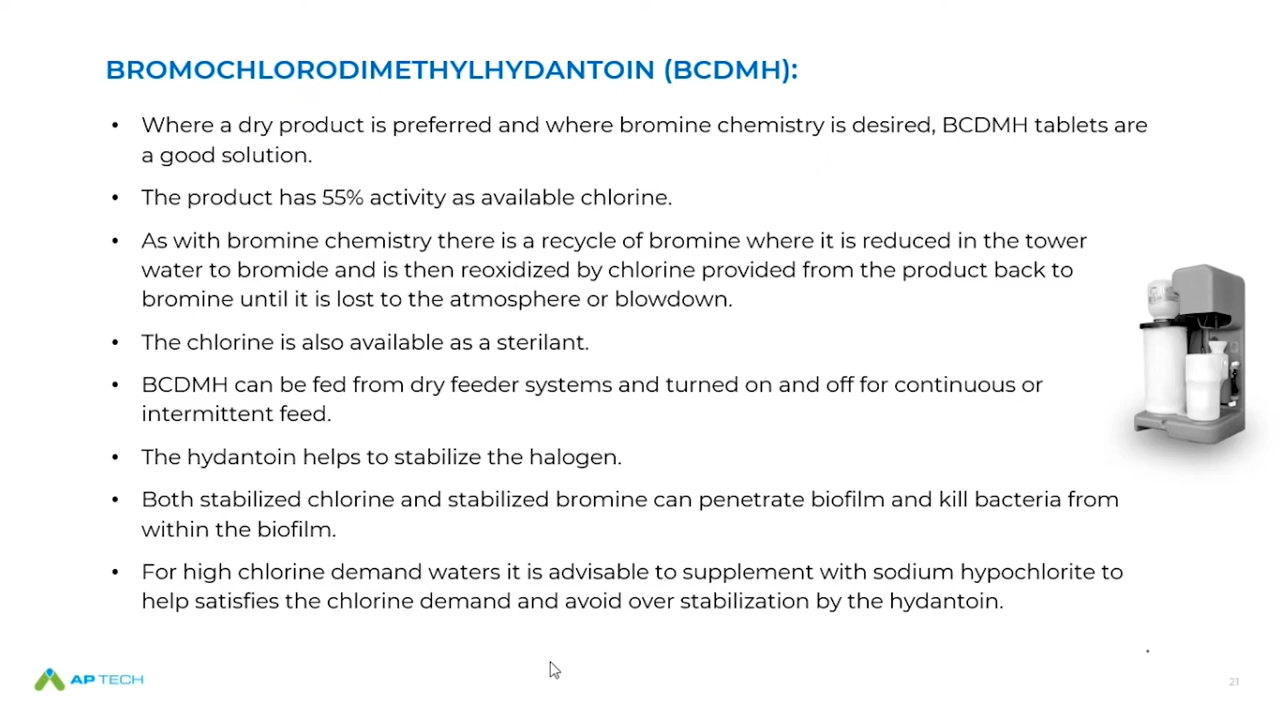 BROMOCHLORODIMETHYLHYDANTOIN (BCDMH):
• Where a dry product is preferred and where bromine chemistry is desired, BCDMH tablets are
a good solution.
• The product has 55% activity as available chlorine.
• As with bromine chemistry there is a recycle of bromine where it is reduced in the tower
water to bromide and is then reoxidized by chlorine provided from the product back to
bromine until it is lost to the atmosphere or blowdown.
• The chlorine is also available as a sterilant.
• BCDMH can be fed from dry feeder systems and turned on and off for continuous or
intermittent feed.
• The hydantoin helps to stabilize the halogen.
• Both stabilized chlorine and stabilized bromine can penetrate biofilm and kill bacteria from
within the biofilm.
• For high chlorine demand waters it is advisable to supplement with sodium hypochlorite to
help satisfies the chlorine demand and avoid over stabilization by the hydantoin.
AP TECH
21